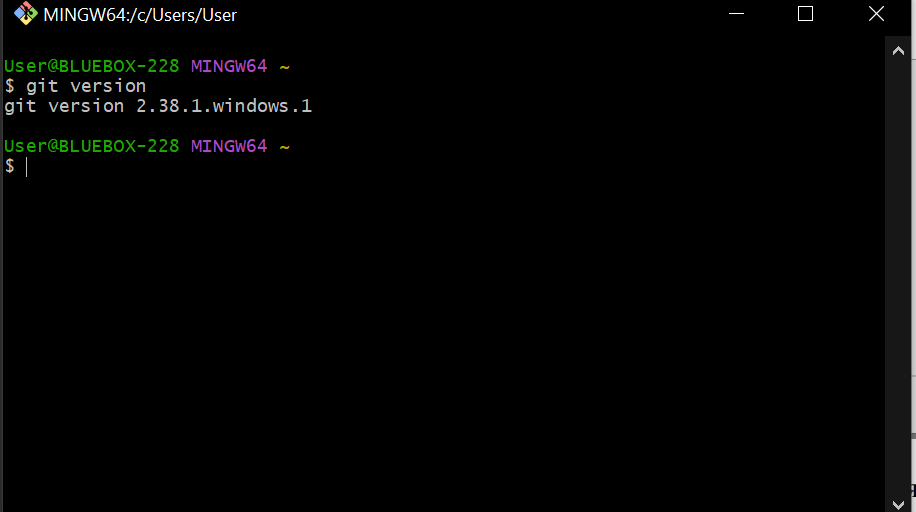 MINGW64:/c/Users/User
User@BLUEBOX-228 MINGW64 ~
$ git version
git version 2.38.1.windows.1
User@BLUEBOX-228 MINGW64 ~
$